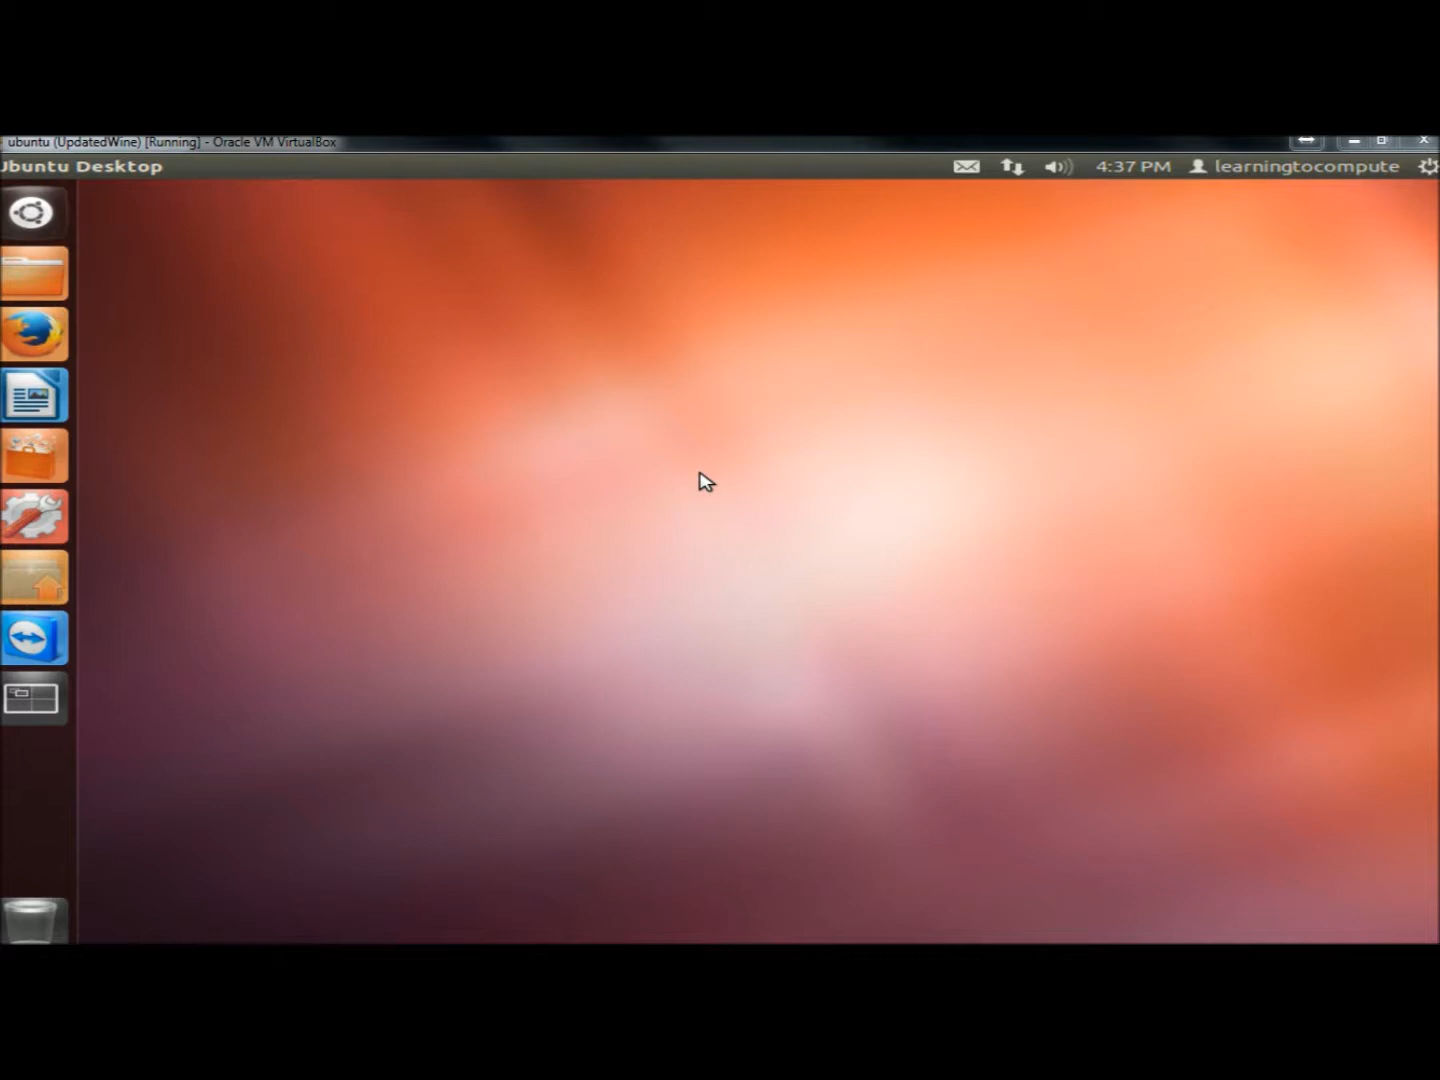 ubuntu (UpdatedWine) [Running] - Oracle VM VirtualBox
Ubuntu Desktop
4:37 PM learningtocompute